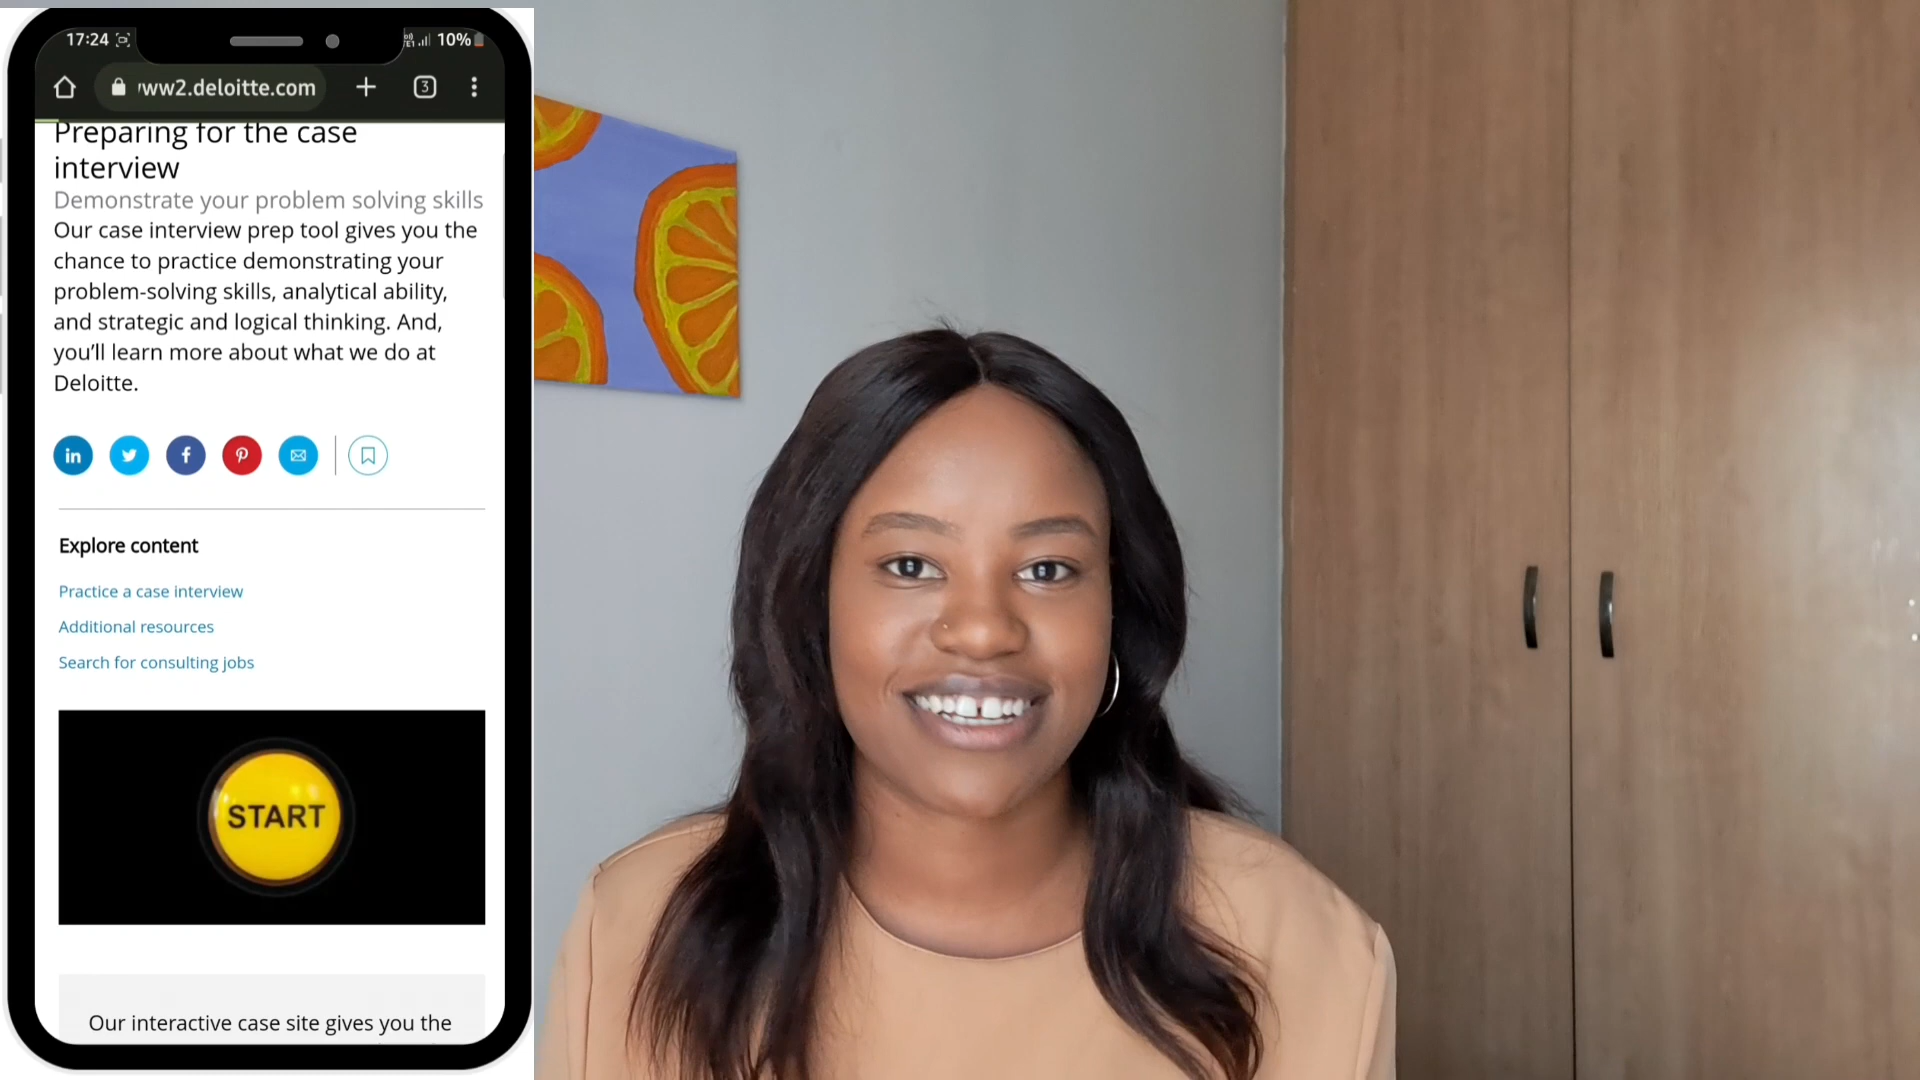 17:24
10%
ww2.deloitte.com
3
Preparing for the case
interview
Demonstrate your problem solving skills
Our case interview prep tool gives you the
chance to practice demonstrating your
problem-solving skills, analytical ability,
and strategic and logical thinking. And,
you’ll learn more about what we do at
Deloitte.
in
f
Explore content
Practice a case interview
Additional resources
Search for consulting jobs
START
Our interactive case site gives you the